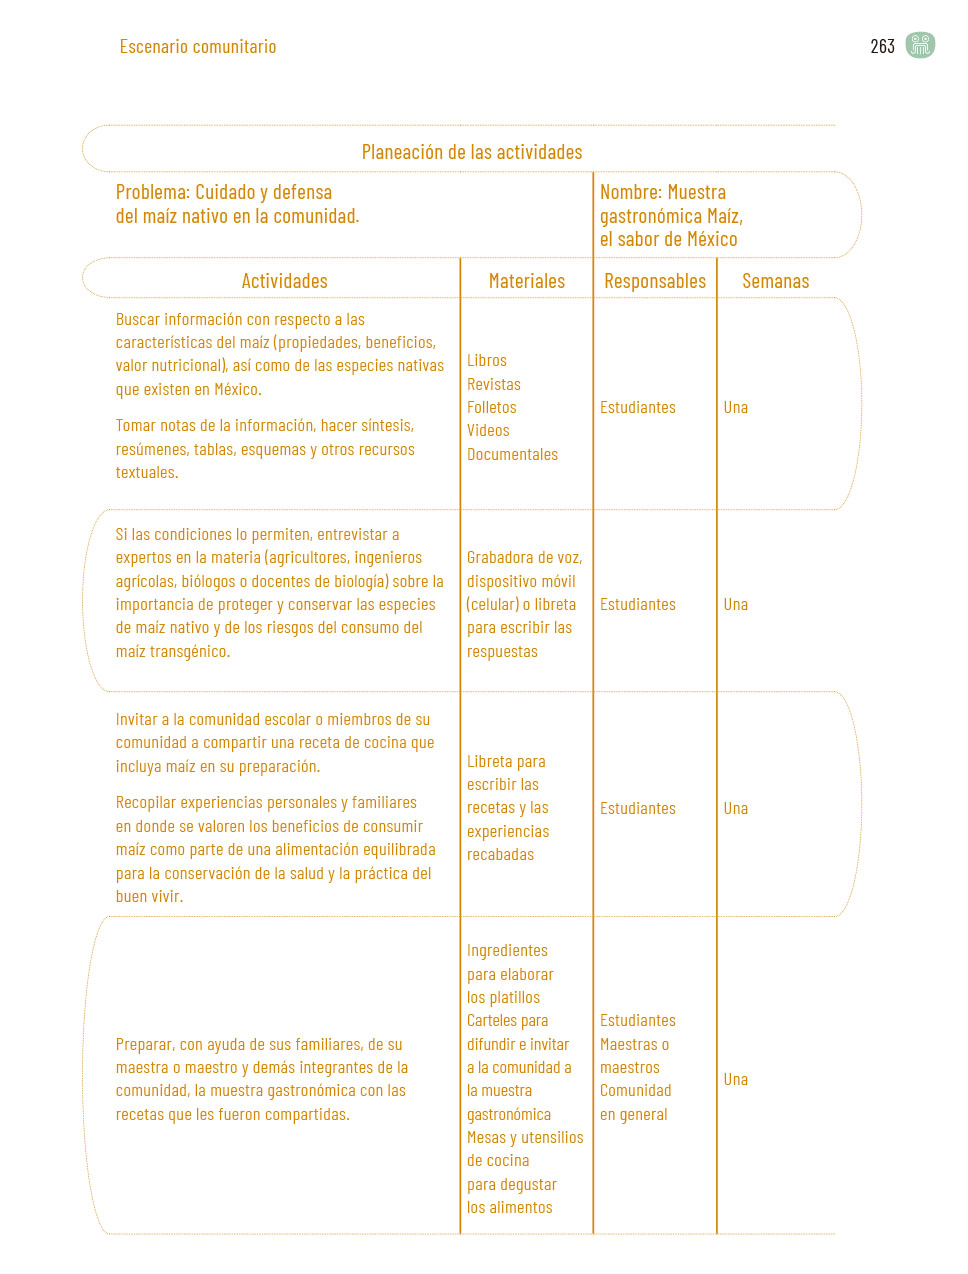 Escenario comunitario
263
Planeación de las actividades
Problema: Cuidado y defensa
del maíz nativo en la comunidad.
Nombre: Muestra
gastronómica Maíz,
el sabor de México
Actividades
Materiales
Responsables
Semanas
Buscar información con respecto a las
características del maíz (propiedades, beneficios,
valor nutricional), así como de las especies nativas
que existen en México.
Tomar notas de la información, hacer síntesis,
resúmenes, tablas, esquemas y otros recursos
textuales.
Libros
Revistas
Folletos
Videos
Documentales
Estudiantes
Una
Si las condiciones lo permiten, entrevistar a
expertos en la materia (agricultores, ingenieros
agrícolas, biólogos o docentes de biología) sobre la
importancia de proteger y conservar las especies
de maíz nativo y de los riesgos del consumo del
maíz transgénico.
Grabadora de voz,
dispositivo móvil
(celular) o libreta
para escribir las
respuestas
Estudiantes
Una
Invitar a la comunidad escolar o miembros de su
comunidad a compartir una receta de cocina que
incluya maíz en su preparación.
Recopilar experiencias personales y familiares
en donde se valoren los beneficios de consumir
maíz como parte de una alimentación equilibrada
para la conservación de la salud y la práctica del
buen vivir.
Libreta para
escribir las
recetas y las
experiencias
recabadas
Estudiantes
Una
Preparar, con ayuda de sus familiares, de su
maestra o maestro y demás integrantes de la
comunidad, la muestra gastronómica con las
recetas que les fueron compartidas.
Ingredientes
para elaborar
los platillos
Carteles para
difundir e invitar
a la comunidad a
la muestra
gastronómica
Mesas y utensilios
de cocina
para degustar
los alimentos
Estudiantes
Maestras o
maestros
Comunidad
en general
Una